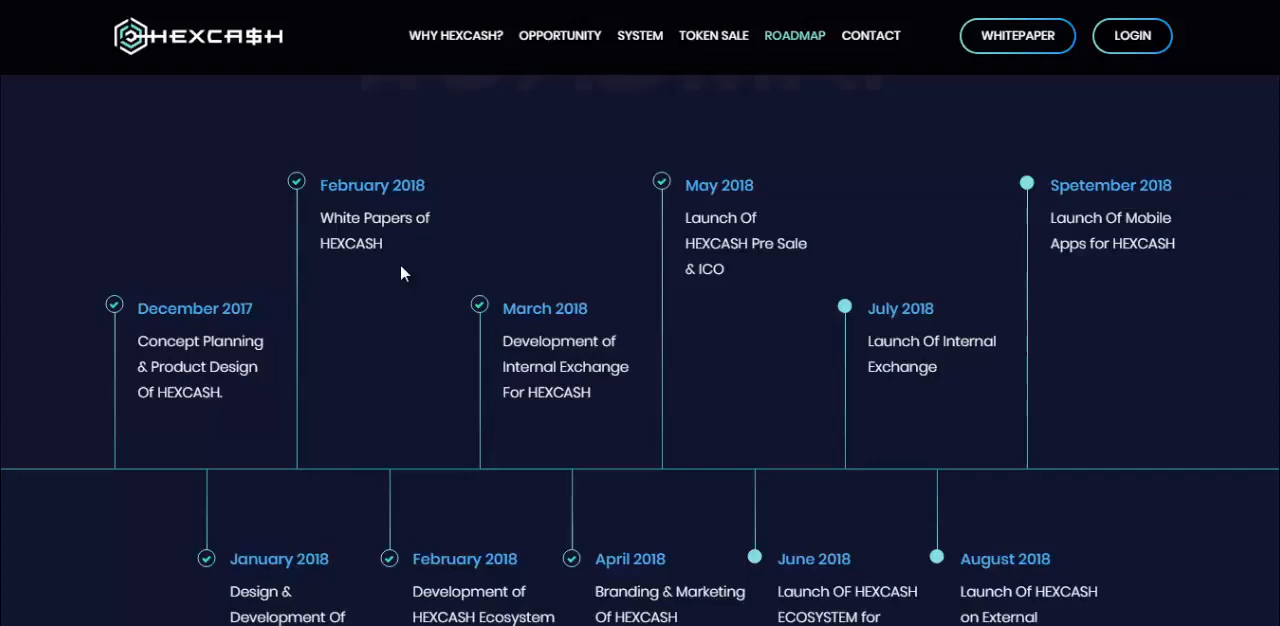 HEXCA$H
WHY HEXCASH?
OPPORTUNITY
SYSTEM
TOKEN SALE
ROADMAP
CONTACT
WHITEPAPER
LOGIN
February 2018
White Papers of
HEXCASH
May 2018
Launch Of
HEXCASH Pre Sale
& ICO
Spetember 2018
Launch Of Mobile
Apps for HEXCASH
December 2017
Concept Planning
& Product Design
Of HEXCASH.
March 2018
Development of
Internal Exchange
For HEXCASH
July 2018
Launch Of Internal
Exchange
January 2018
Design &
Development Of
February 2018
Development of
HEXCASH Ecosystem
April 2018
Branding & Marketing
Of HEXCASH
June 2018
Launch OF HEXCASH
ECOSYSTEM for
August 2018
Launch Of HEXCASH
on External